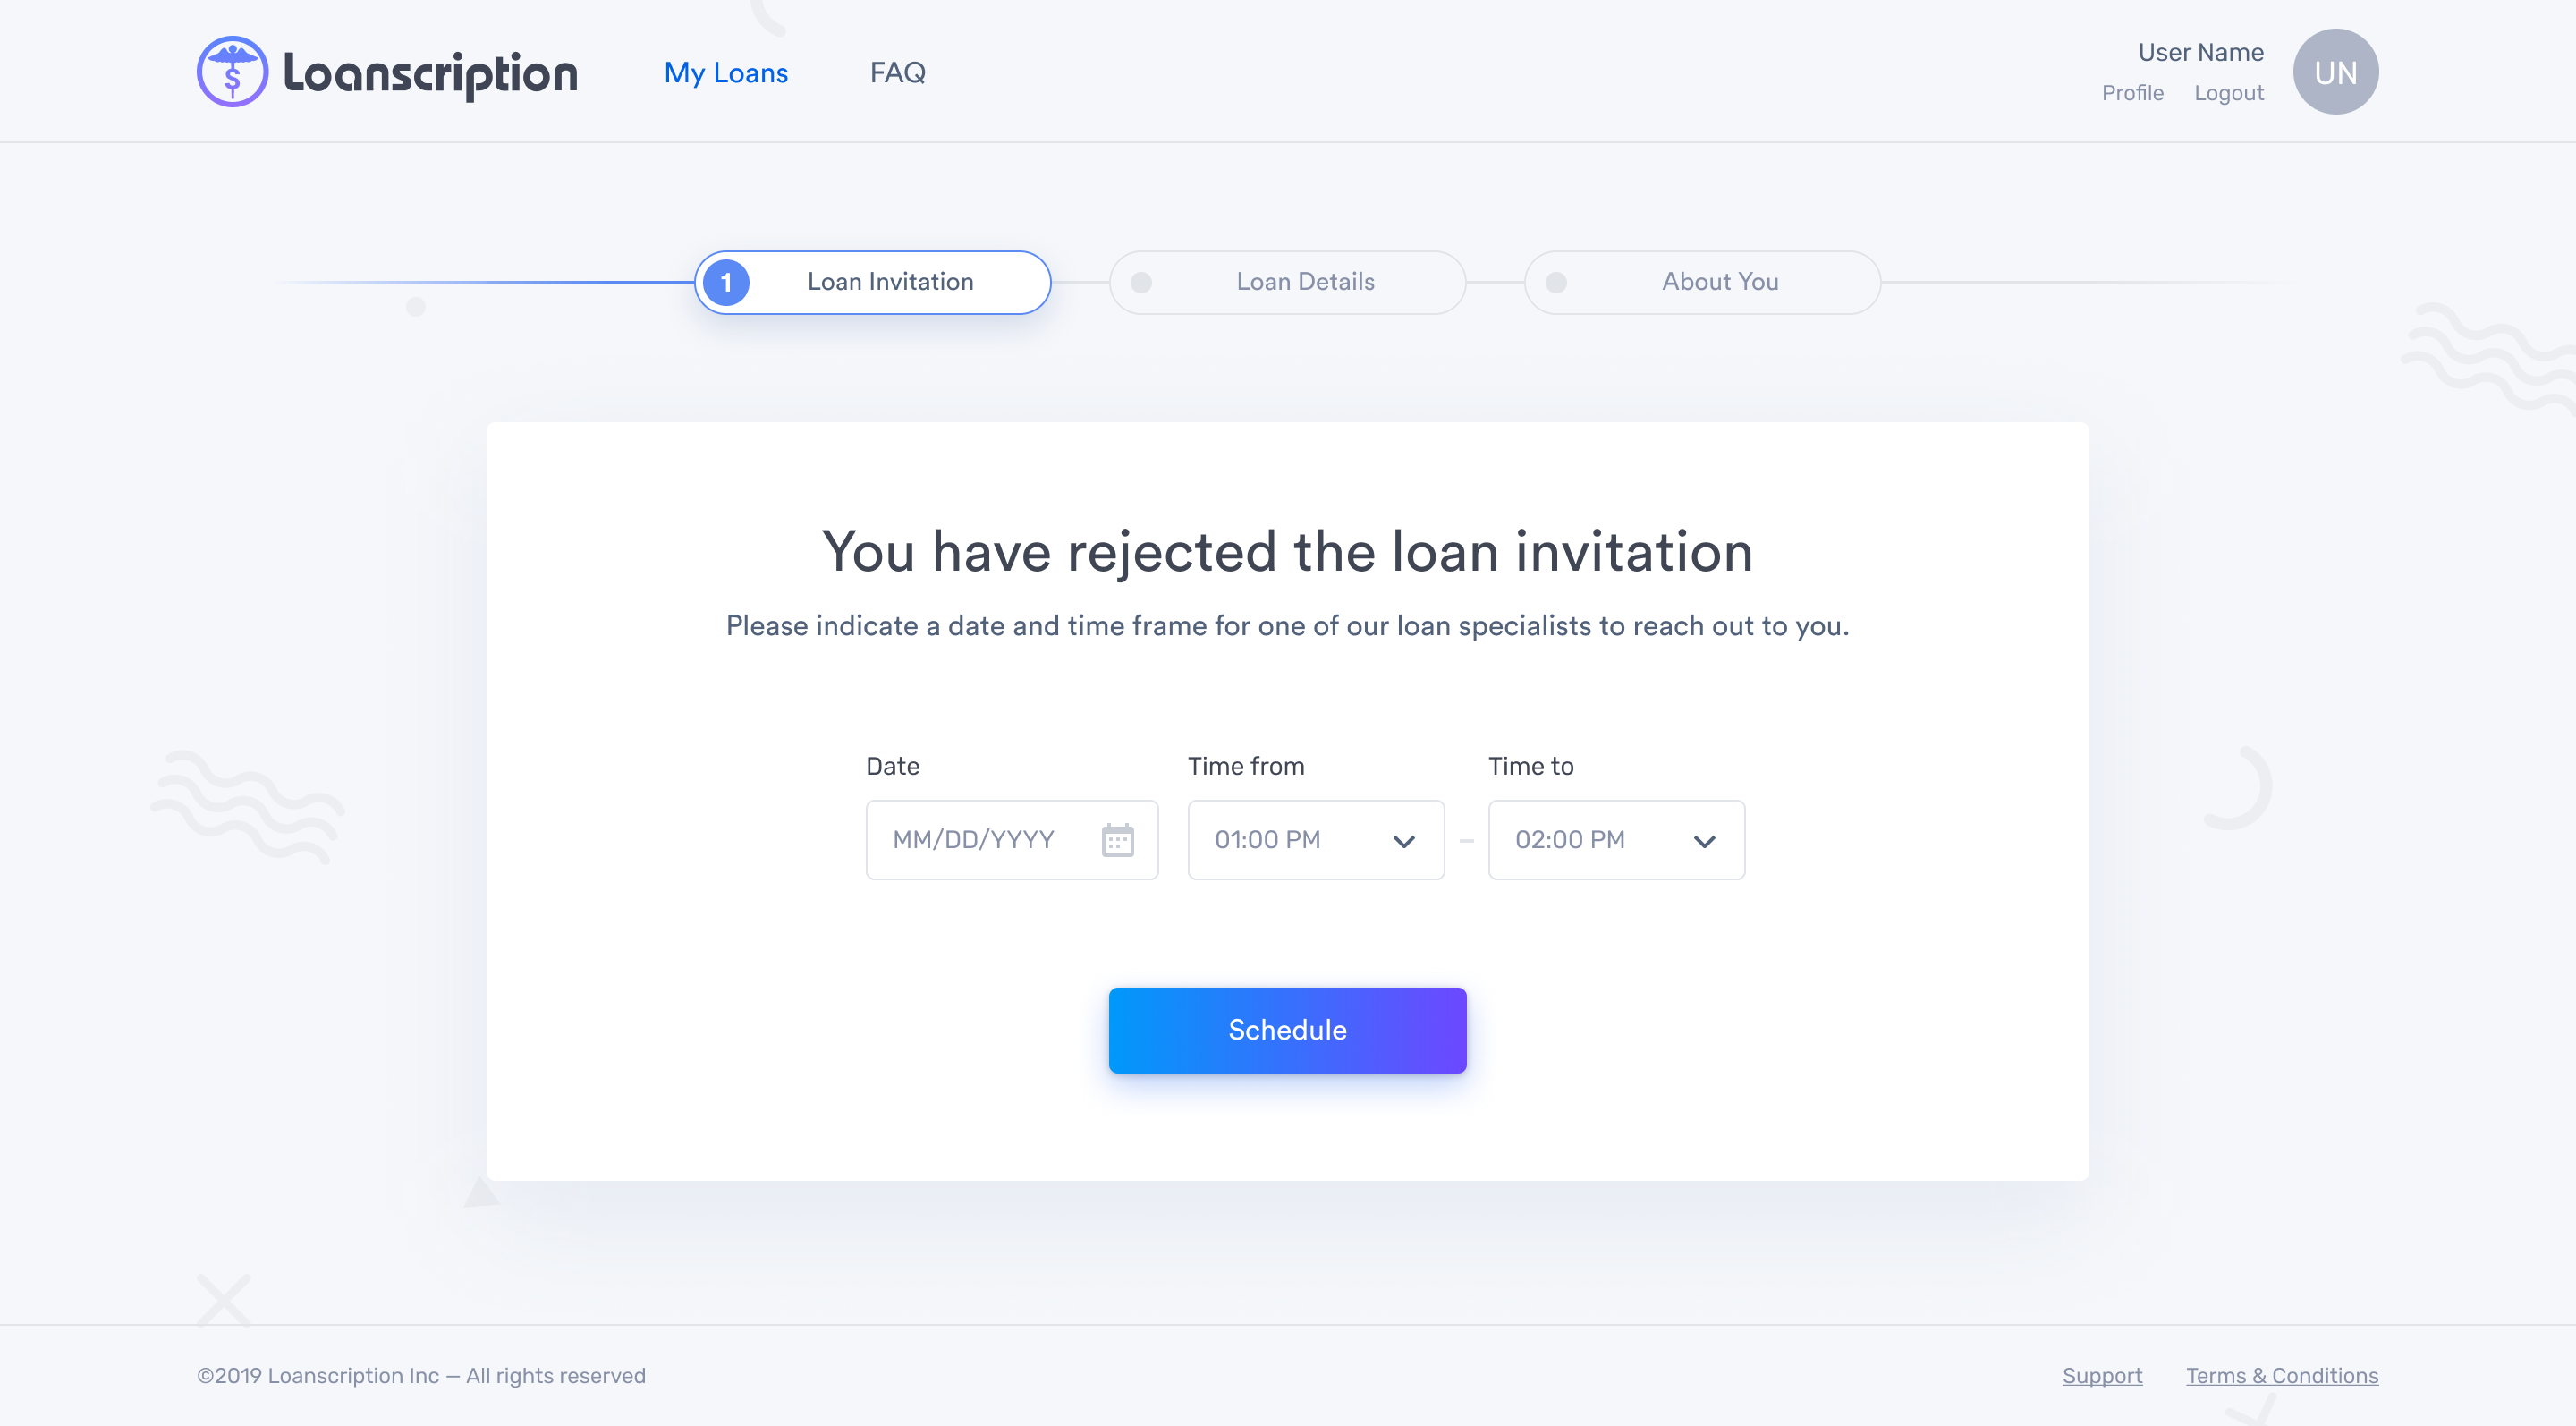 Loanscription
My Loans
FAQ
User Name
Profile Logout
UN
1 Loan Invitation
Loan Details
About You
You have rejected the loan invitation
Please indicate a date and time frame for one of our loan specialists to reach out to you.
Date
Time from
Time to
MM/DD/YYYY
01:00 PM
–
02:00 PM
Schedule
©2019 Loanscription Inc — All rights reserved
Support
Terms & Conditions